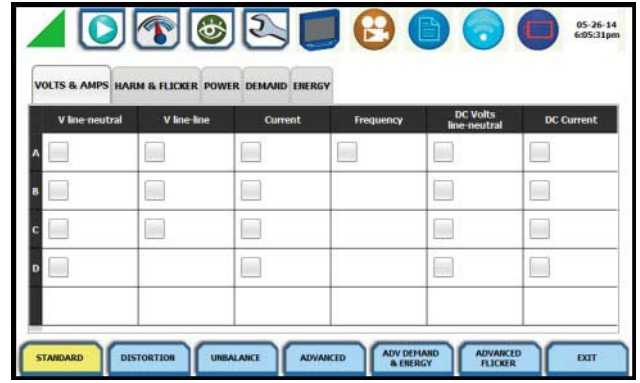 05-26-14
6:05:31pm
VOLTS & AMPS HARM & FLICKER POWER DEMAND ENERGY
V line-neutral V line-line Current Frequency DC Volts line-neutral DC Current
A
B
C
D
STANDARD DISTORTION UNBALANCE ADVANCED ADV DEMAND & ENERGY ADVANCED FLICKER EXIT